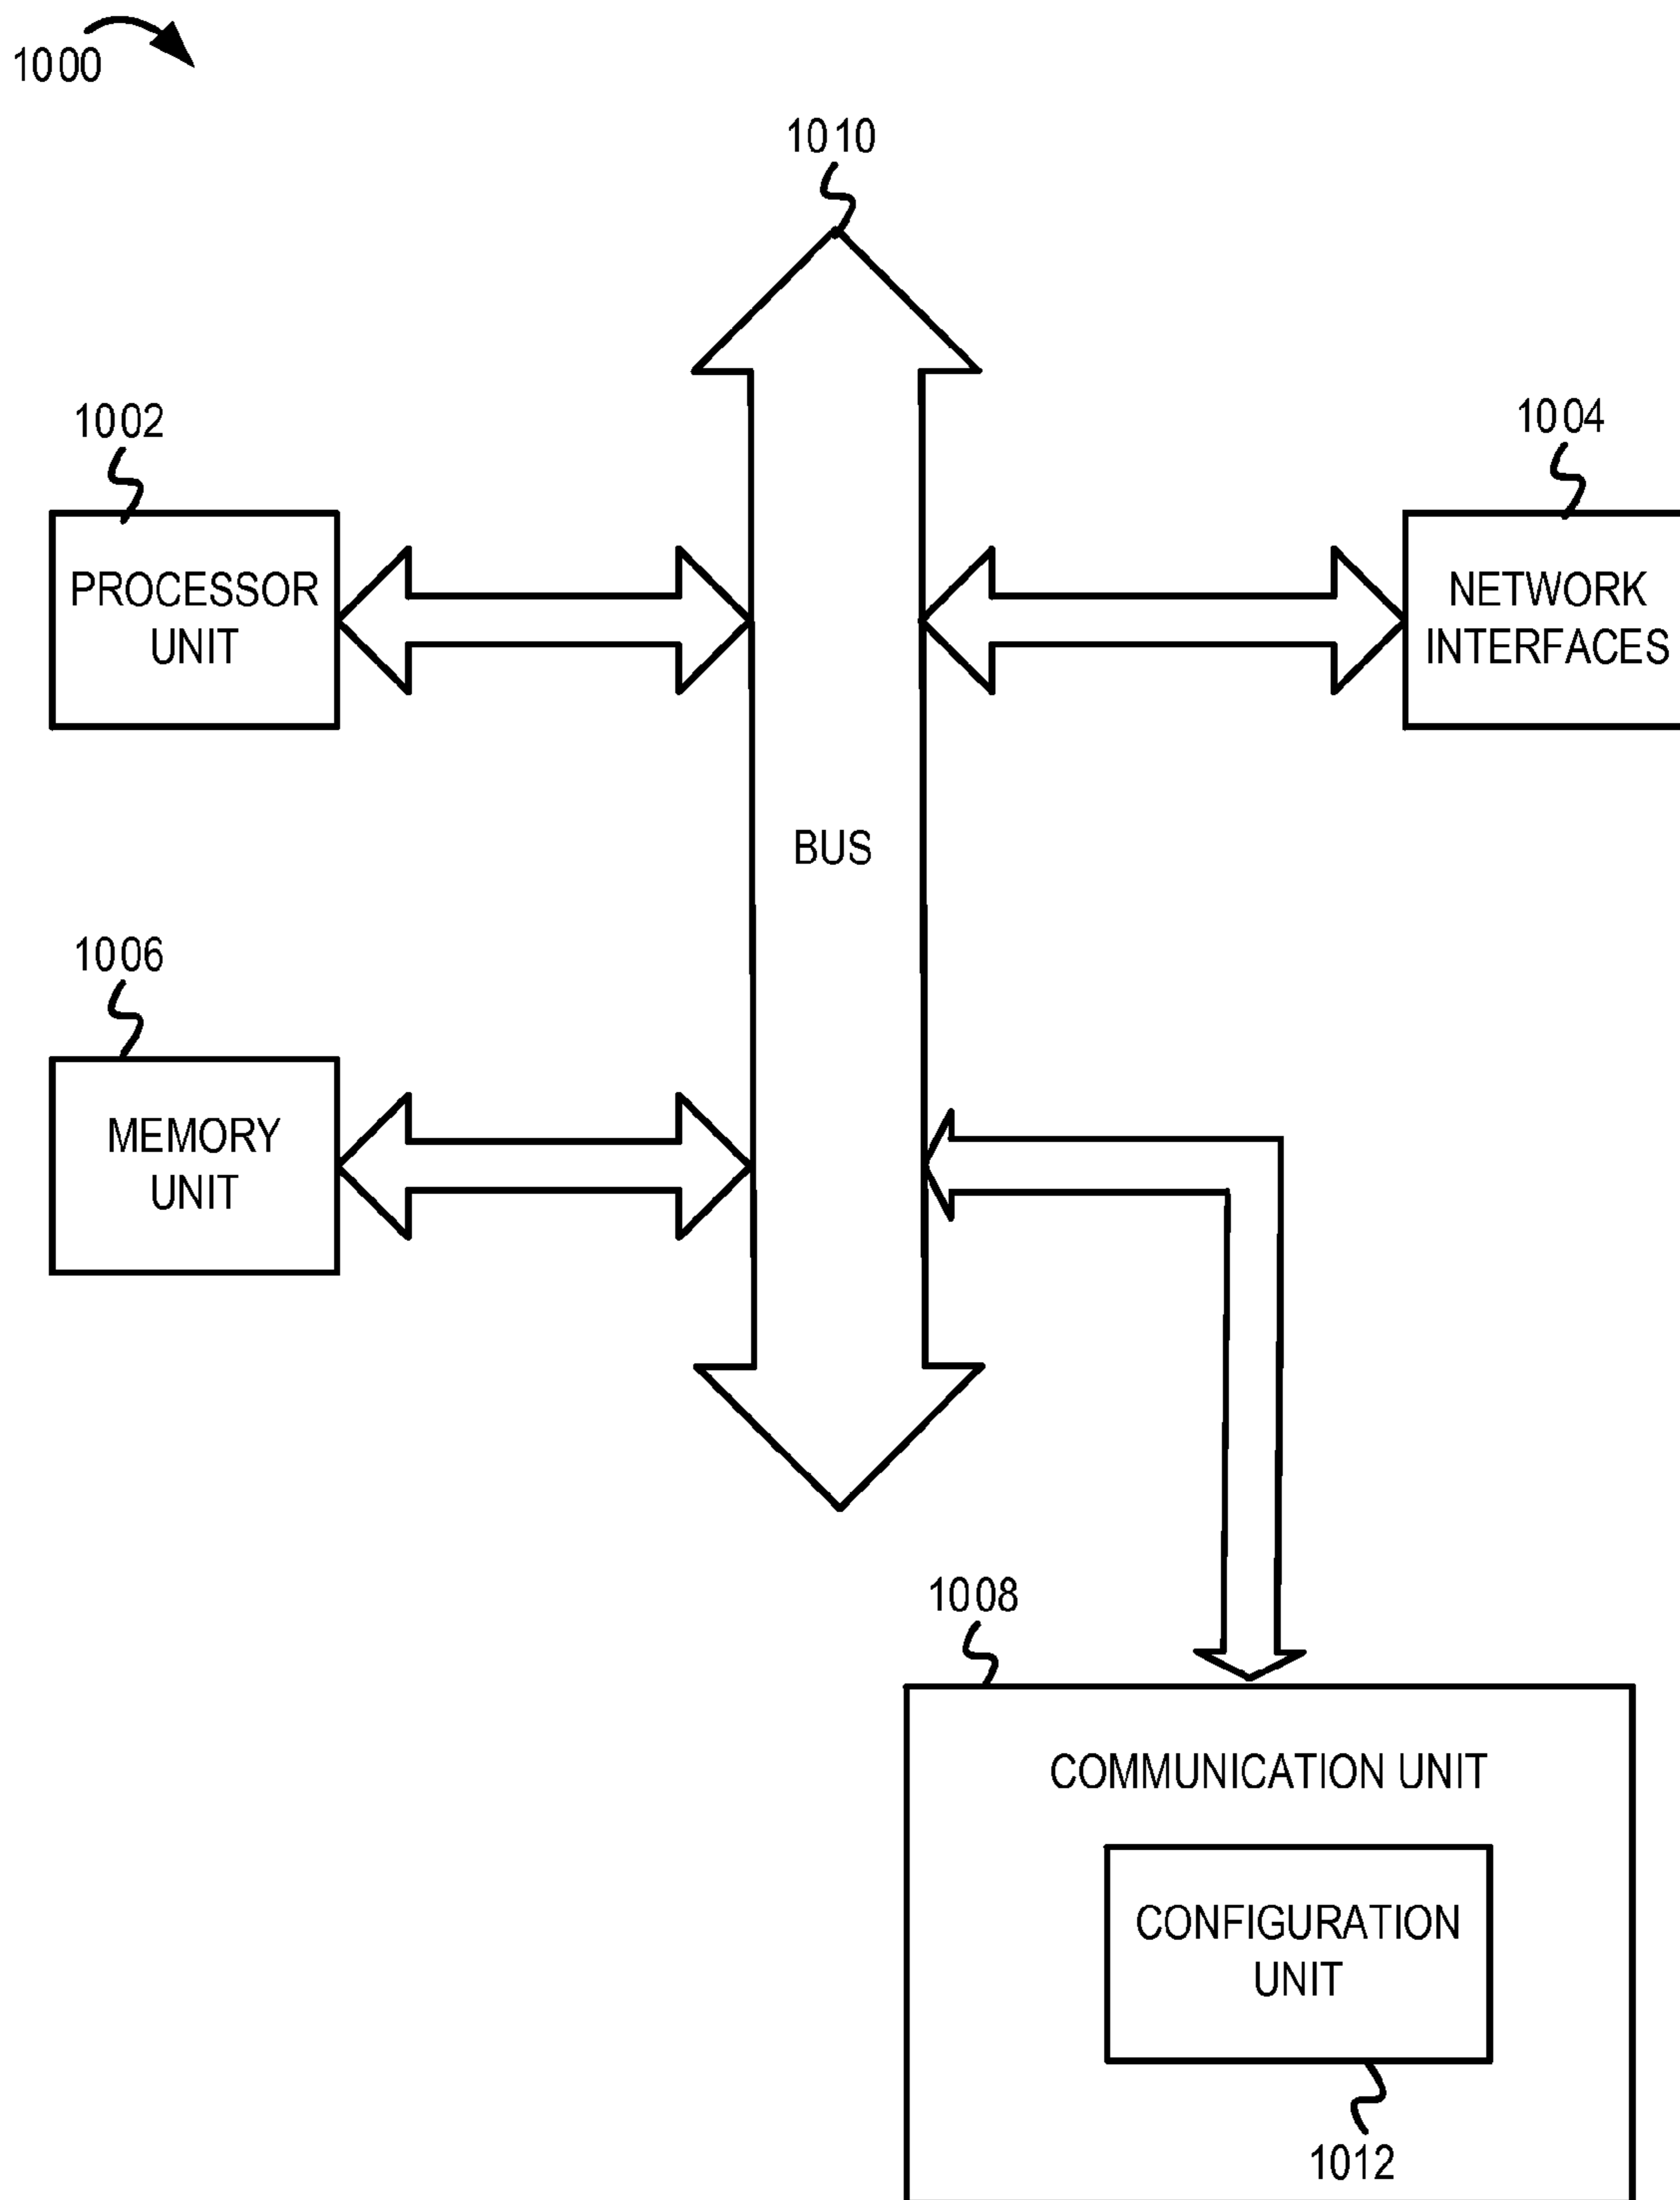 1000
1010
1002
1004
PROCESSOR
UNIT
NETWORK
INTERFACES
BUS
1006
MEMORY
UNIT
1008
COMMUNICATION UNIT
CONFIGURATION
UNIT
1012